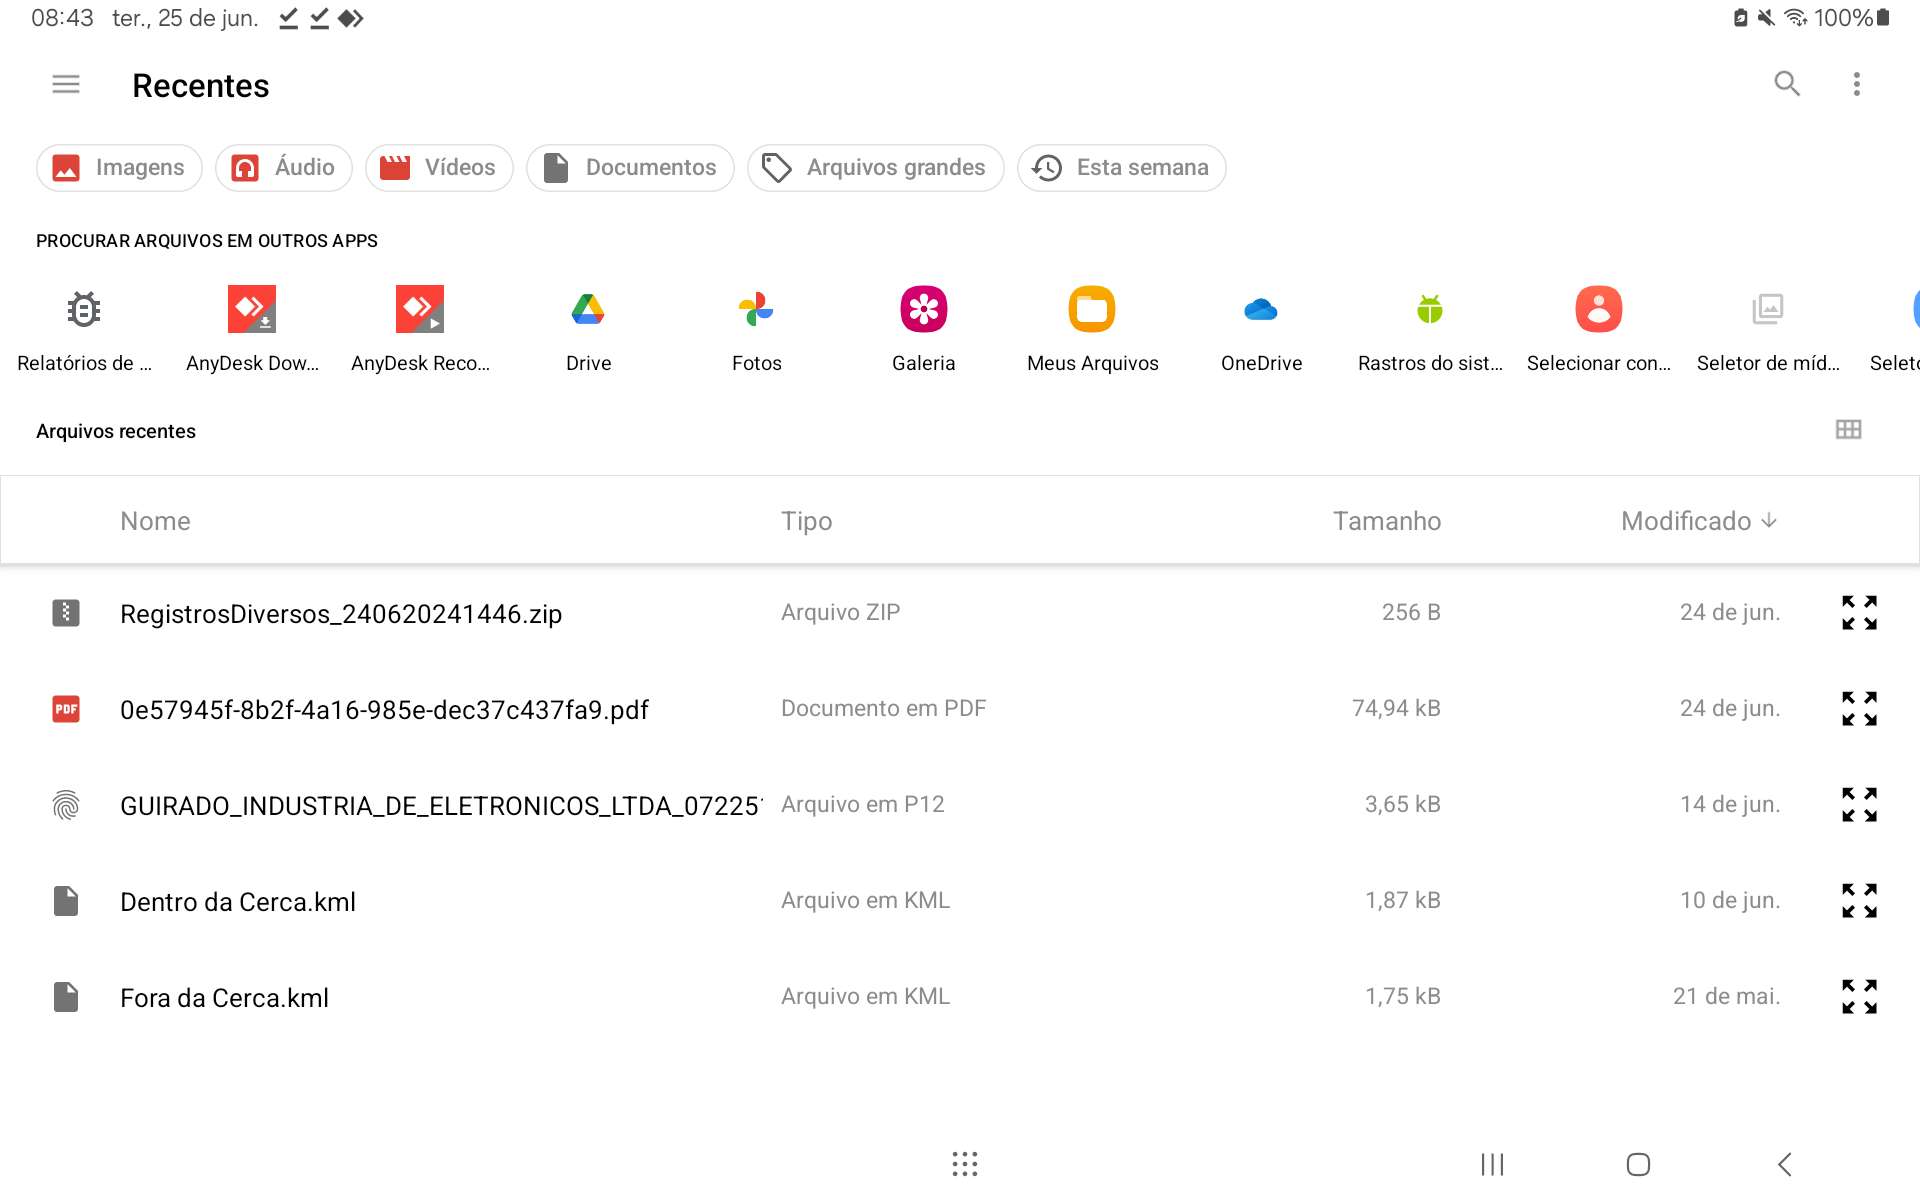 08:43 ter., 25 de jun. 100%
Recentes
Imagens Áudio Vídeos Documentos Arquivos grandes Esta semana
PROCURAR ARQUIVOS EM OUTROS APPS
Relatórios de ... AnyDesk Dow... AnyDesk Reco... Drive Fotos Galeria Meus Arquivos OneDrive Rastros do sist... Selecionar con... Seletor de míd... Seleto
Arquivos recentes
Nome Tipo Tamanho Modificado
RegistrosDiversos_240620241446.zip Arquivo ZIP 256 B 24 de jun.
PDF 0e57945f-8b2f-4a16-985e-dec37c437fa9.pdf Documento em PDF 74,94 kB 24 de jun.
GUIRADO_INDUSTRIA_DE_ELETRONICOS_LTDA_07225 Arquivo em P12 3,65 kB 14 de jun.
Dentro da Cerca.kml Arquivo em KML 1,87 kB 10 de jun.
Fora da Cerca.kml Arquivo em KML 1,75 kB 21 de mai.